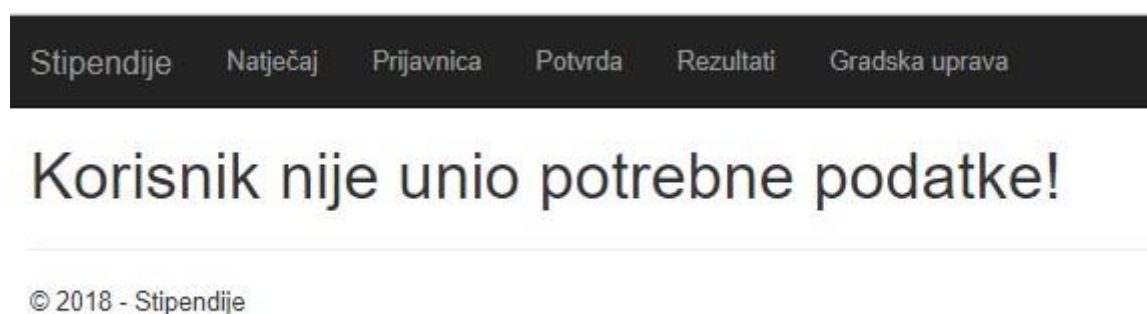 Stipendije Natječaj Prijavnica Potvrda Rezultati Gradska uprava
Korisnik nije unio potrebne podatke!
© 2018 - Stipendije